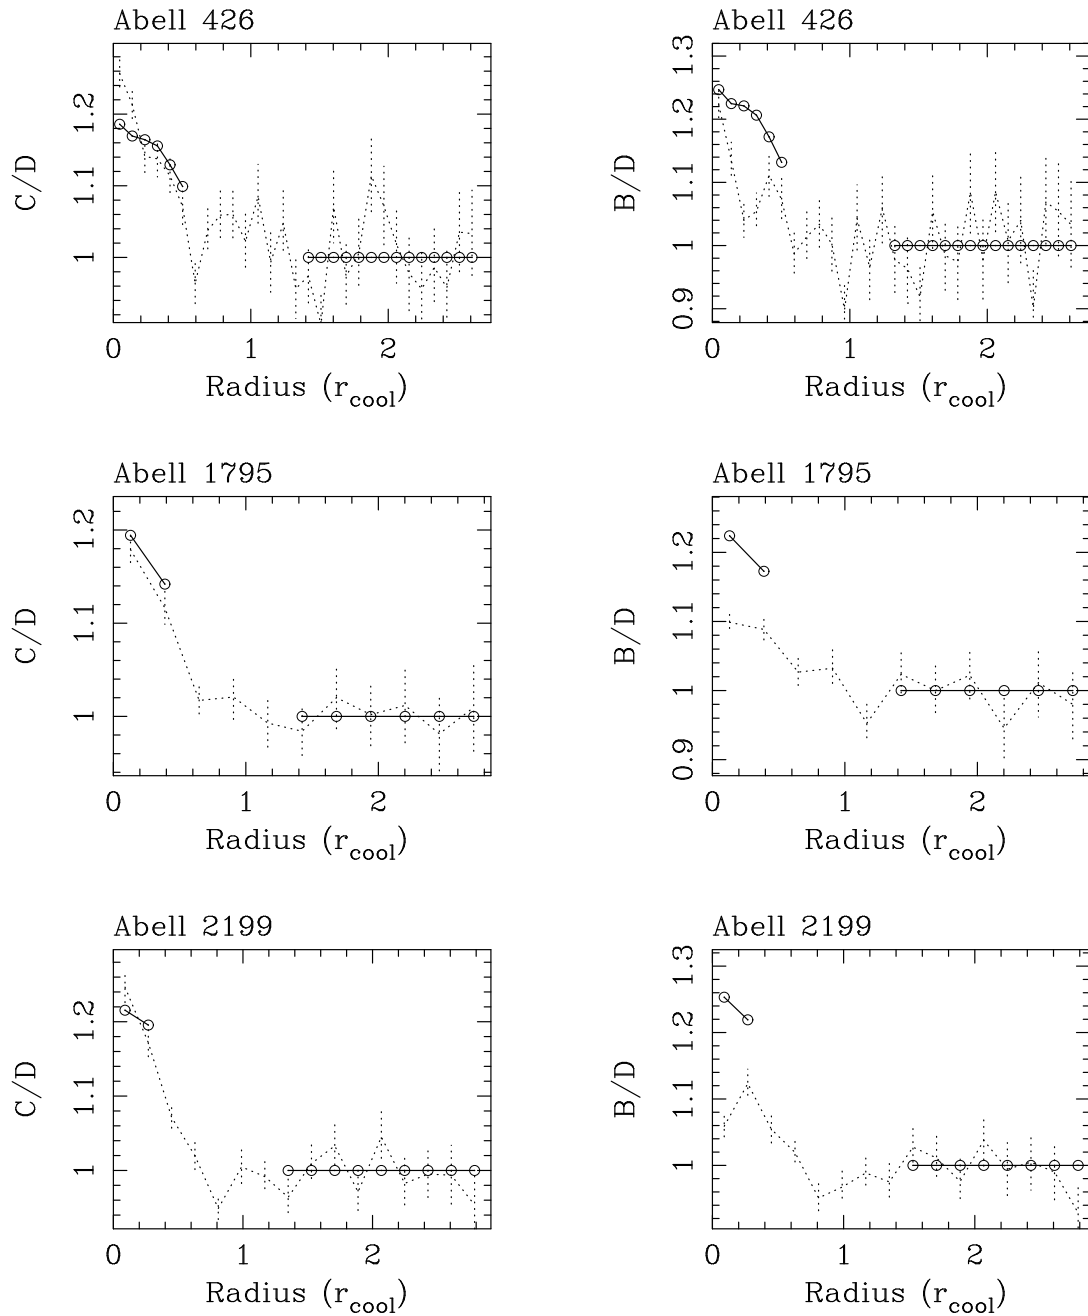 Abell 426
Abell 426
C/D
1.2
1.1
1
0
1
2
Radius (r_cool)
B/D
1.3
1.2
1.1
1
0.9
0
1
2
Radius (r_cool)
Abell 1795
Abell 1795
C/D
1.2
1.1
1
0
1
2
Radius (r_cool)
B/D
1.2
1.1
1
0.9
0
1
2
Radius (r_cool)
Abell 2199
Abell 2199
C/D
1.2
1.1
1
0
1
2
Radius (r_cool)
B/D
1.3
1.2
1.1
1
0
1
2
Radius (r_cool)